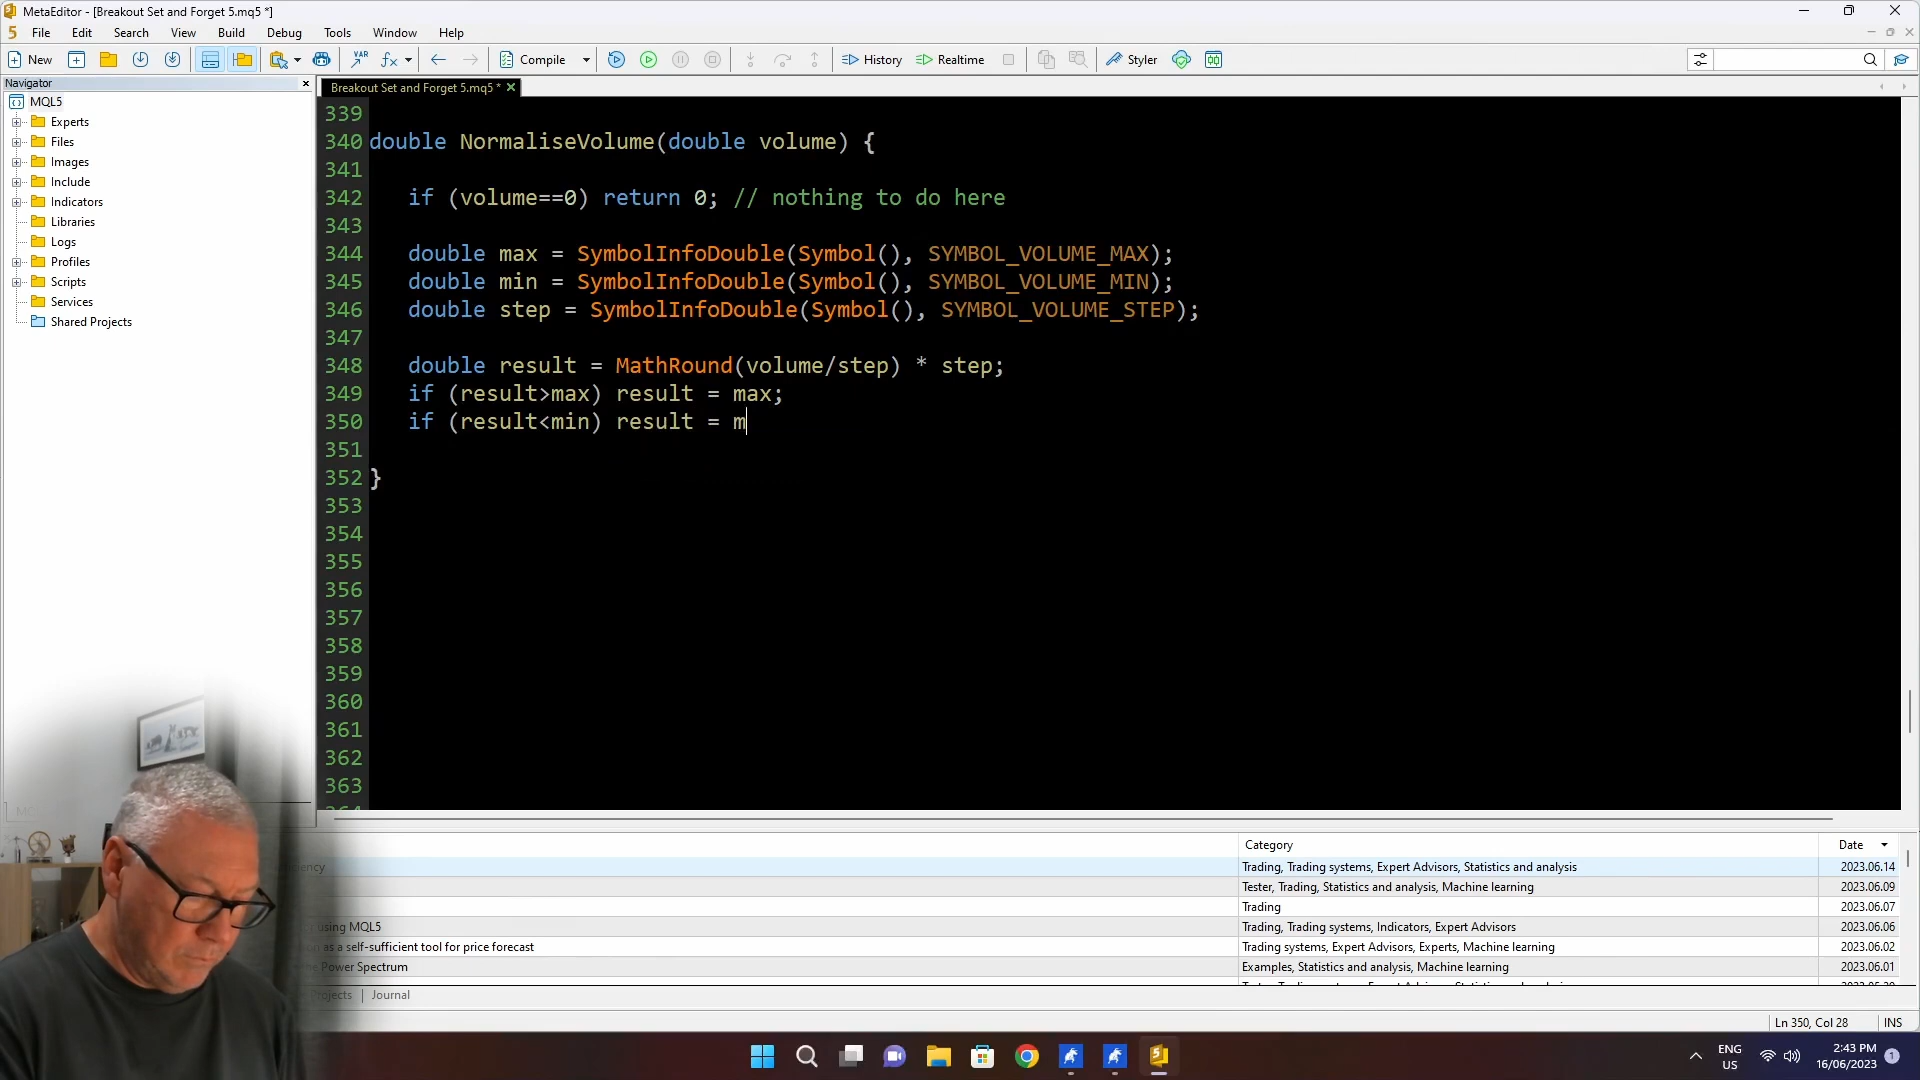 MetaEditor - [Breakout Set and Forget 5.mq5 *]
5 File Edit Search View Build Debug Tools Window Help
New VAR Compile History Realtime Styler
Navigator
MQL5
Experts
Files
Images
Include
Indicators
Libraries
Logs
Profiles
Scripts
Services
Shared Projects
Breakout Set and Forget 5.mq5 *
339
340 double NormaliseVolume(double volume) {
341
342 if (volume==0) return 0; // nothing to do here
343
344 double max = SymbolInfoDouble(Symbol(), SYMBOL_VOLUME_MAX);
345 double min = SymbolInfoDouble(Symbol(), SYMBOL_VOLUME_MIN);
346 double step = SymbolInfoDouble(Symbol(), SYMBOL_VOLUME_STEP);
347
348 double result = MathRound(volume/step) * step;
349 if (result>max) result = max;
350 if (result<min) result = m
351
352 }
353
354
355
356
357
358
359
360
361
362
363
Category Date
Trading, Trading systems, Expert Advisors, Statistics and analysis 2023.06.14
Tester, Trading, Statistics and analysis, Machine learning 2023.06.09
Trading 2023.06.07
using MQL5 Trading, Trading systems, Indicators, Expert Advisors 2023.06.06
as a self-sufficient tool for price forecast Trading systems, Expert Advisors, Experts, Machine learning 2023.06.02
Power Spectrum Examples, Statistics and analysis, Machine learning 2023.06.01
Journal
Ln 350, Col 28 INS
ENG
US
2:43 PM
16/06/2023
1